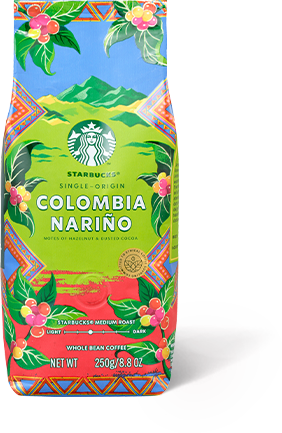 STARBUCKS®
SINGLE-ORIGIN
COLOMBIA
NARIÑO
NOTES OF HAZELNUT & DUSTED COCOA
STARBUCKS® MEDIUM ROAST
LIGHT DARK
WHOLE BEAN COFFEE
NET WT 250g/8.8 OZ